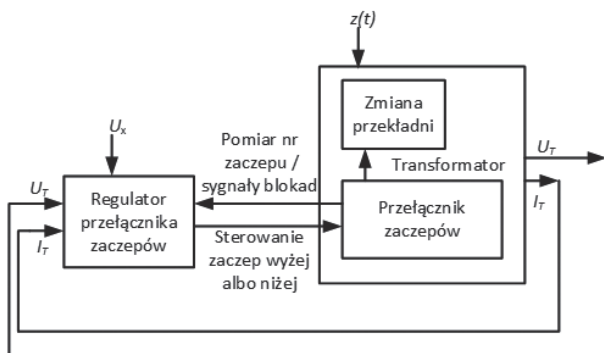 z(t)
Zmiana
przekładni
U_x
Pomiar nr
zaczepu /
sygnały blokad
Transformator
U_T
I_T
U_T
I_T
Regulator
przełącznika
zaczepów
Przełącznik
zaczepów
Sterowanie
zaczep wyżej
albo niżej